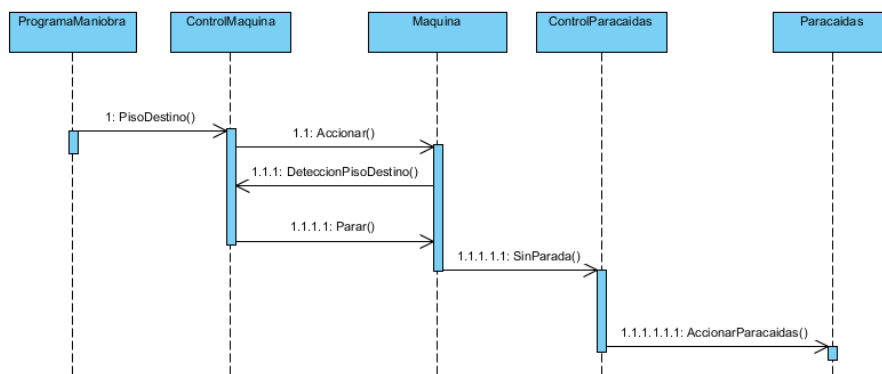 ProgramaManiobra
ControlMaquina
Maquina
ControlParacaidas
Paracaidas
1: PisoDestino()
1.1: Accionar()
1.1.1: DeteccionPisoDestino()
1.1.1.1: Parar()
1.1.1.1.1: SinParada()
1.1.1.1.1.1: AccionarParacaidas()